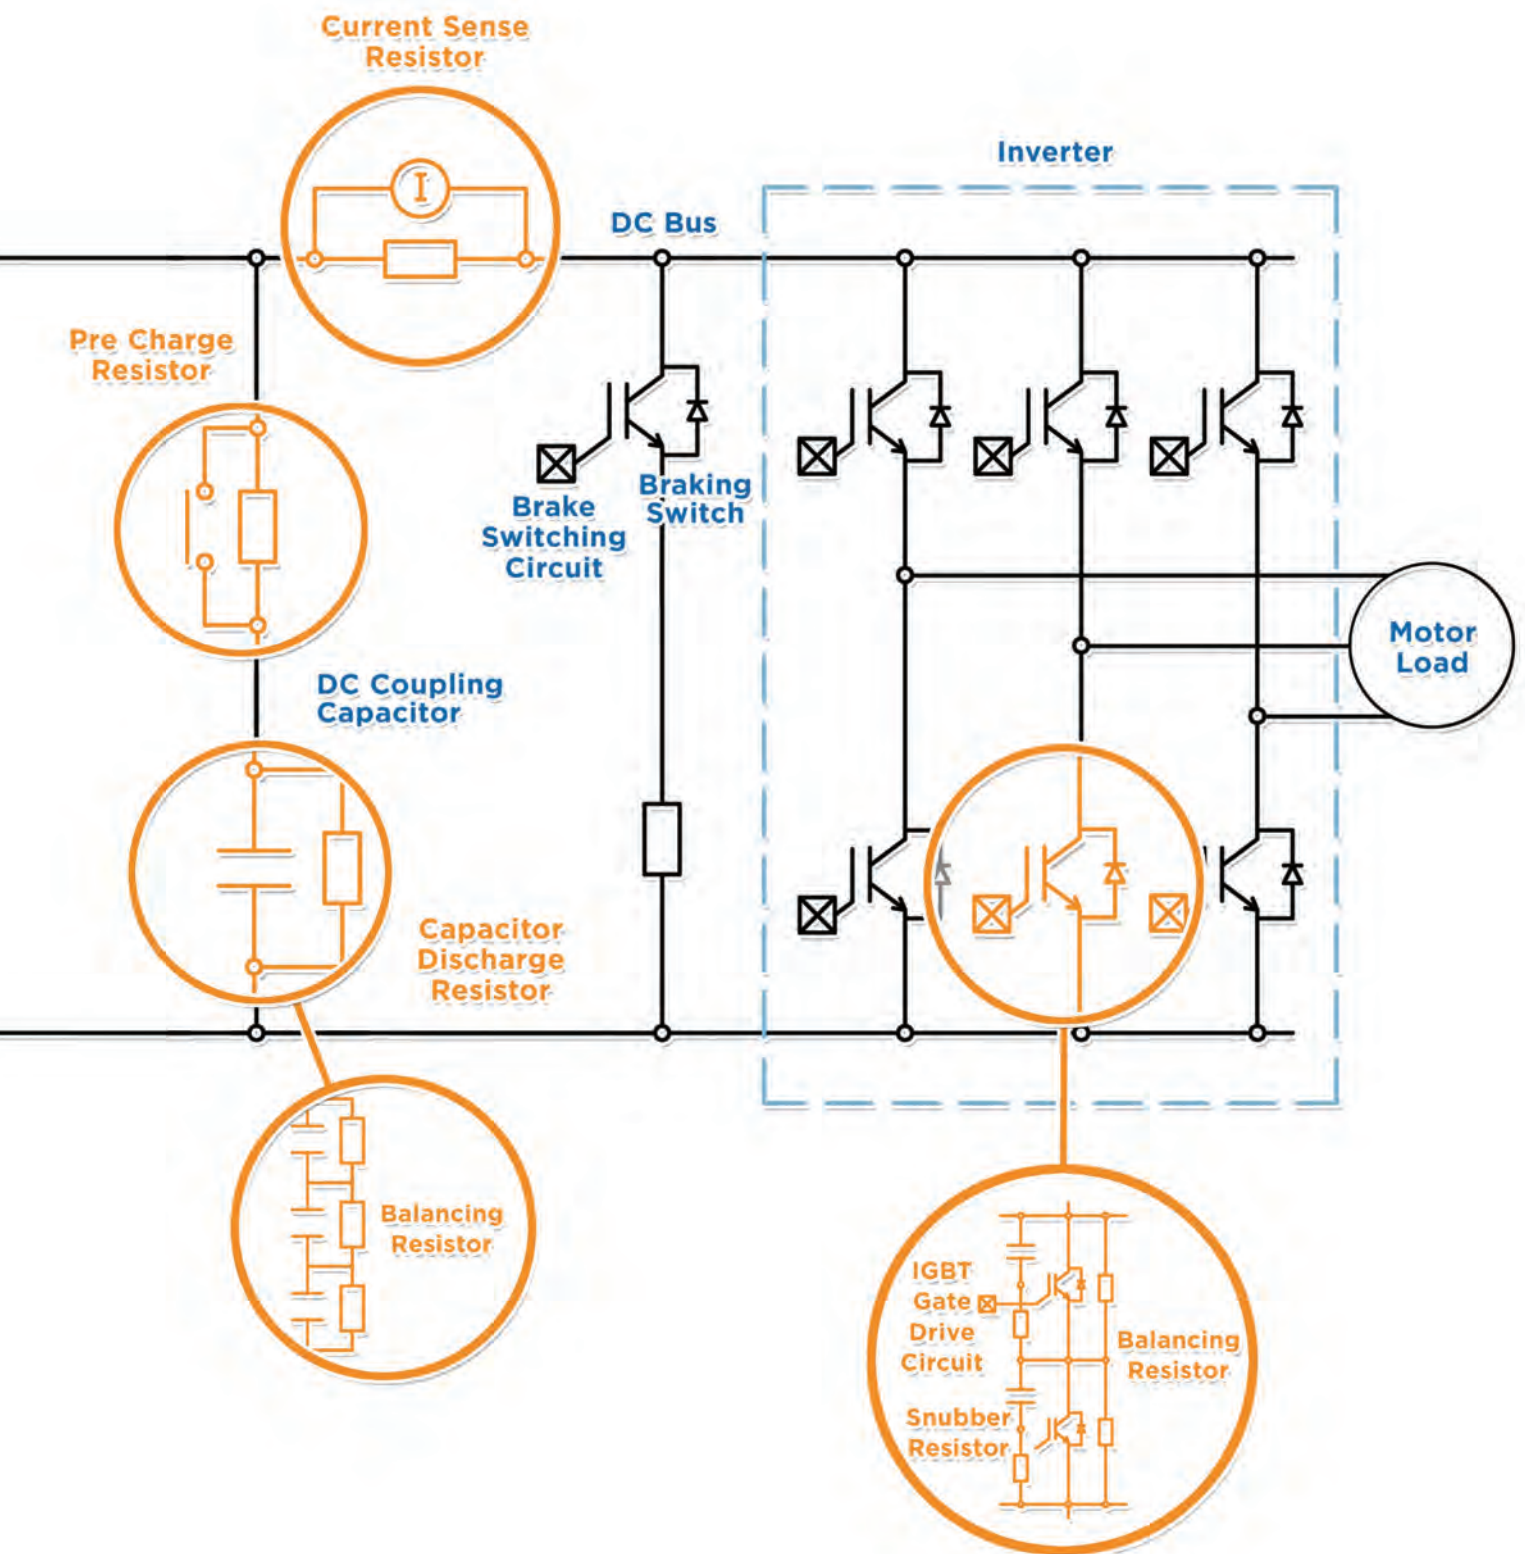 Current Sense
Resistor
I
Inverter
DC Bus
Pre Charge
Resistor
Braking
Switch
Brake
Switching
Circuit
Motor
Load
DC Coupling
Capacitor
Capacitor
Discharge
Resistor
Balancing
Resistor
IGBT
Gate
Drive
Circuit
Balancing
Resistor
Snubber
Resistor